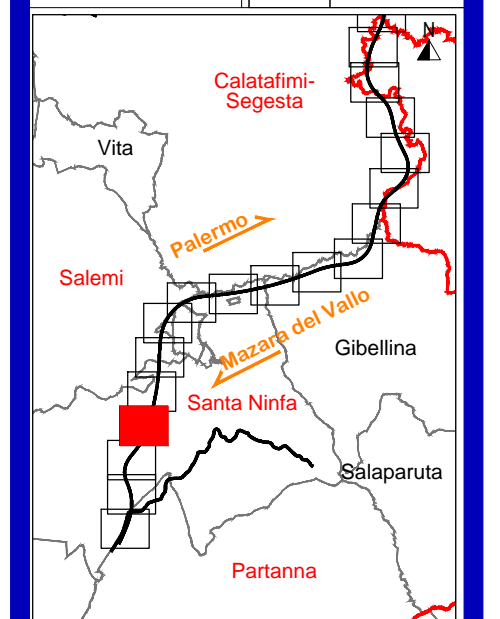 N
Calatafimi-
Segesta
Vita
Palermo
Salemi
Mazara del Vallo
Gibellina
Santa Ninfa
Salaparuta
Partanna